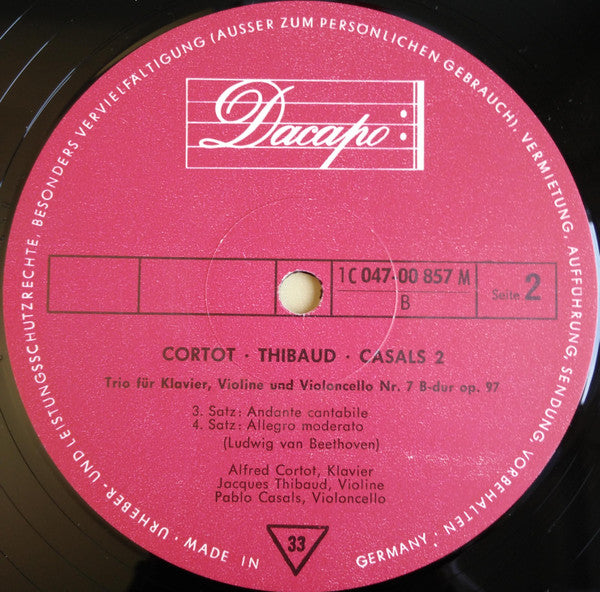 URHEBER- UND LEISTUNGSSCHUTZRECHTE, BESONDERS VERVIELFÄLTIGUNG (AUSSER ZUM PERSÖNLICHEN GEBRAUCH), VERMIETUNG, AUFFÜHRUNG, SENDUNG, VORBEHALTEN · MADE IN GERMANY ·
Dacapo
1 C 047-00 857 M
B
Seite 2
CORTOT · THIBAUD · CASALS 2
Trio für Klavier, Violine und Violoncello Nr. 7 B-dur op. 97
3. Satz: Andante cantabile
4. Satz: Allegro moderato
(Ludwig van Beethoven)
Alfred Cortot, Klavier
Jacques Thibaud, Violine
Pablo Casals, Violoncello
33